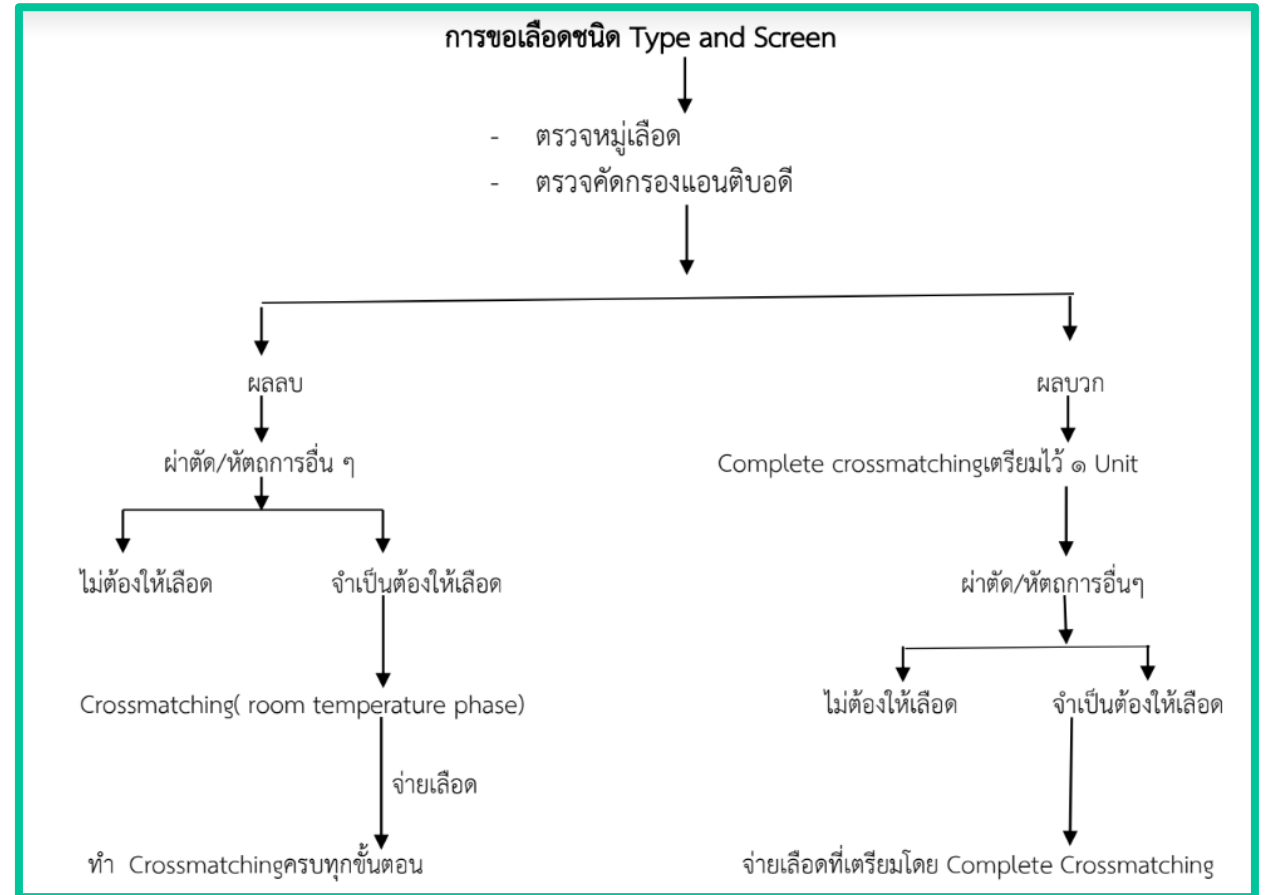 การขอเลือดชนิด Type and Screen
- ตรวจหมู่เลือด
- ตรวจคัดกรองแอนติบอดี
ผลลบ
ผลบวก
ผ่าตัด/หัตถการอื่น ๆ
Complete crossmatchingเตรียมไว้ ๑ Unit
ไม่ต้องให้เลือด
จำเป็นต้องให้เลือด
ผ่าตัด/หัตถการอื่นๆ
Crossmatching( room temperature phase)
ไม่ต้องให้เลือด
จำเป็นต้องให้เลือด
จ่ายเลือด
ทำ Crossmatchingครบทุกขั้นตอน
จ่ายเลือดที่เตรียมโดย Complete Crossmatching